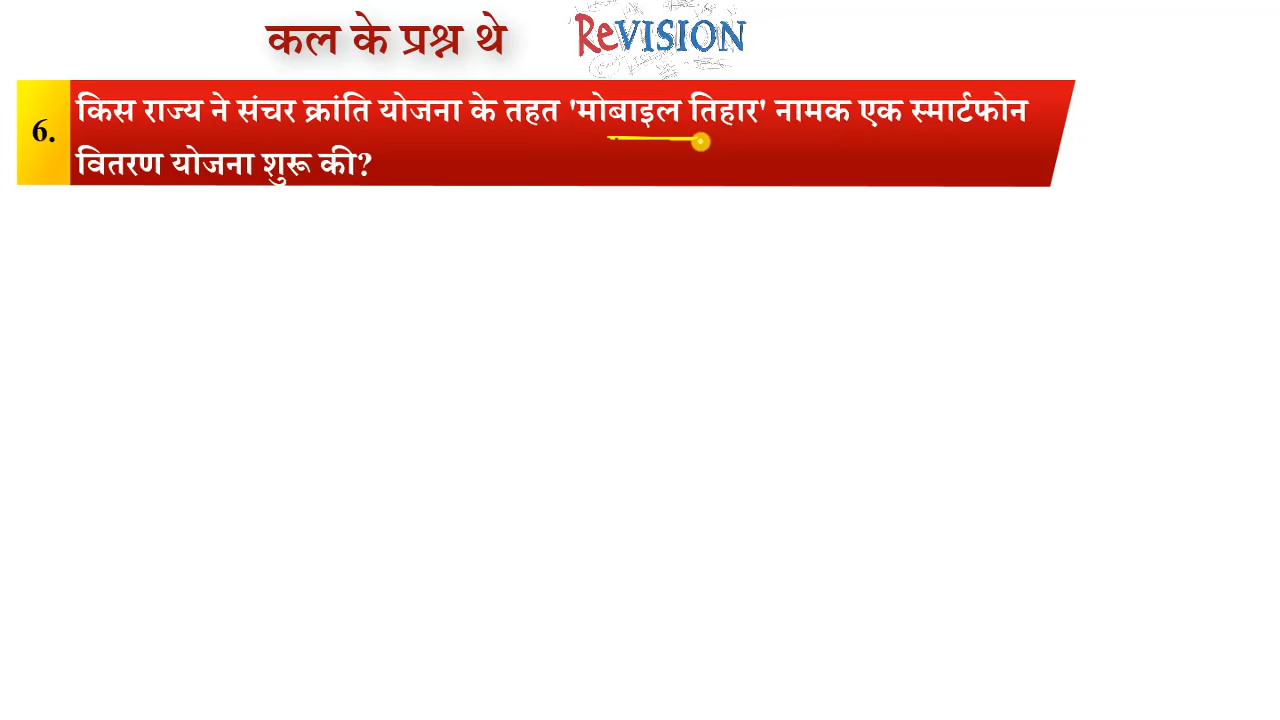 कल के प्रश्न थे
ReVISION
6.
किस राज्य ने संचर क्रांति योजना के तहत 'मोबाइल तिहार' नामक एक स्मार्टफोन
वितरण योजना शुरू की?